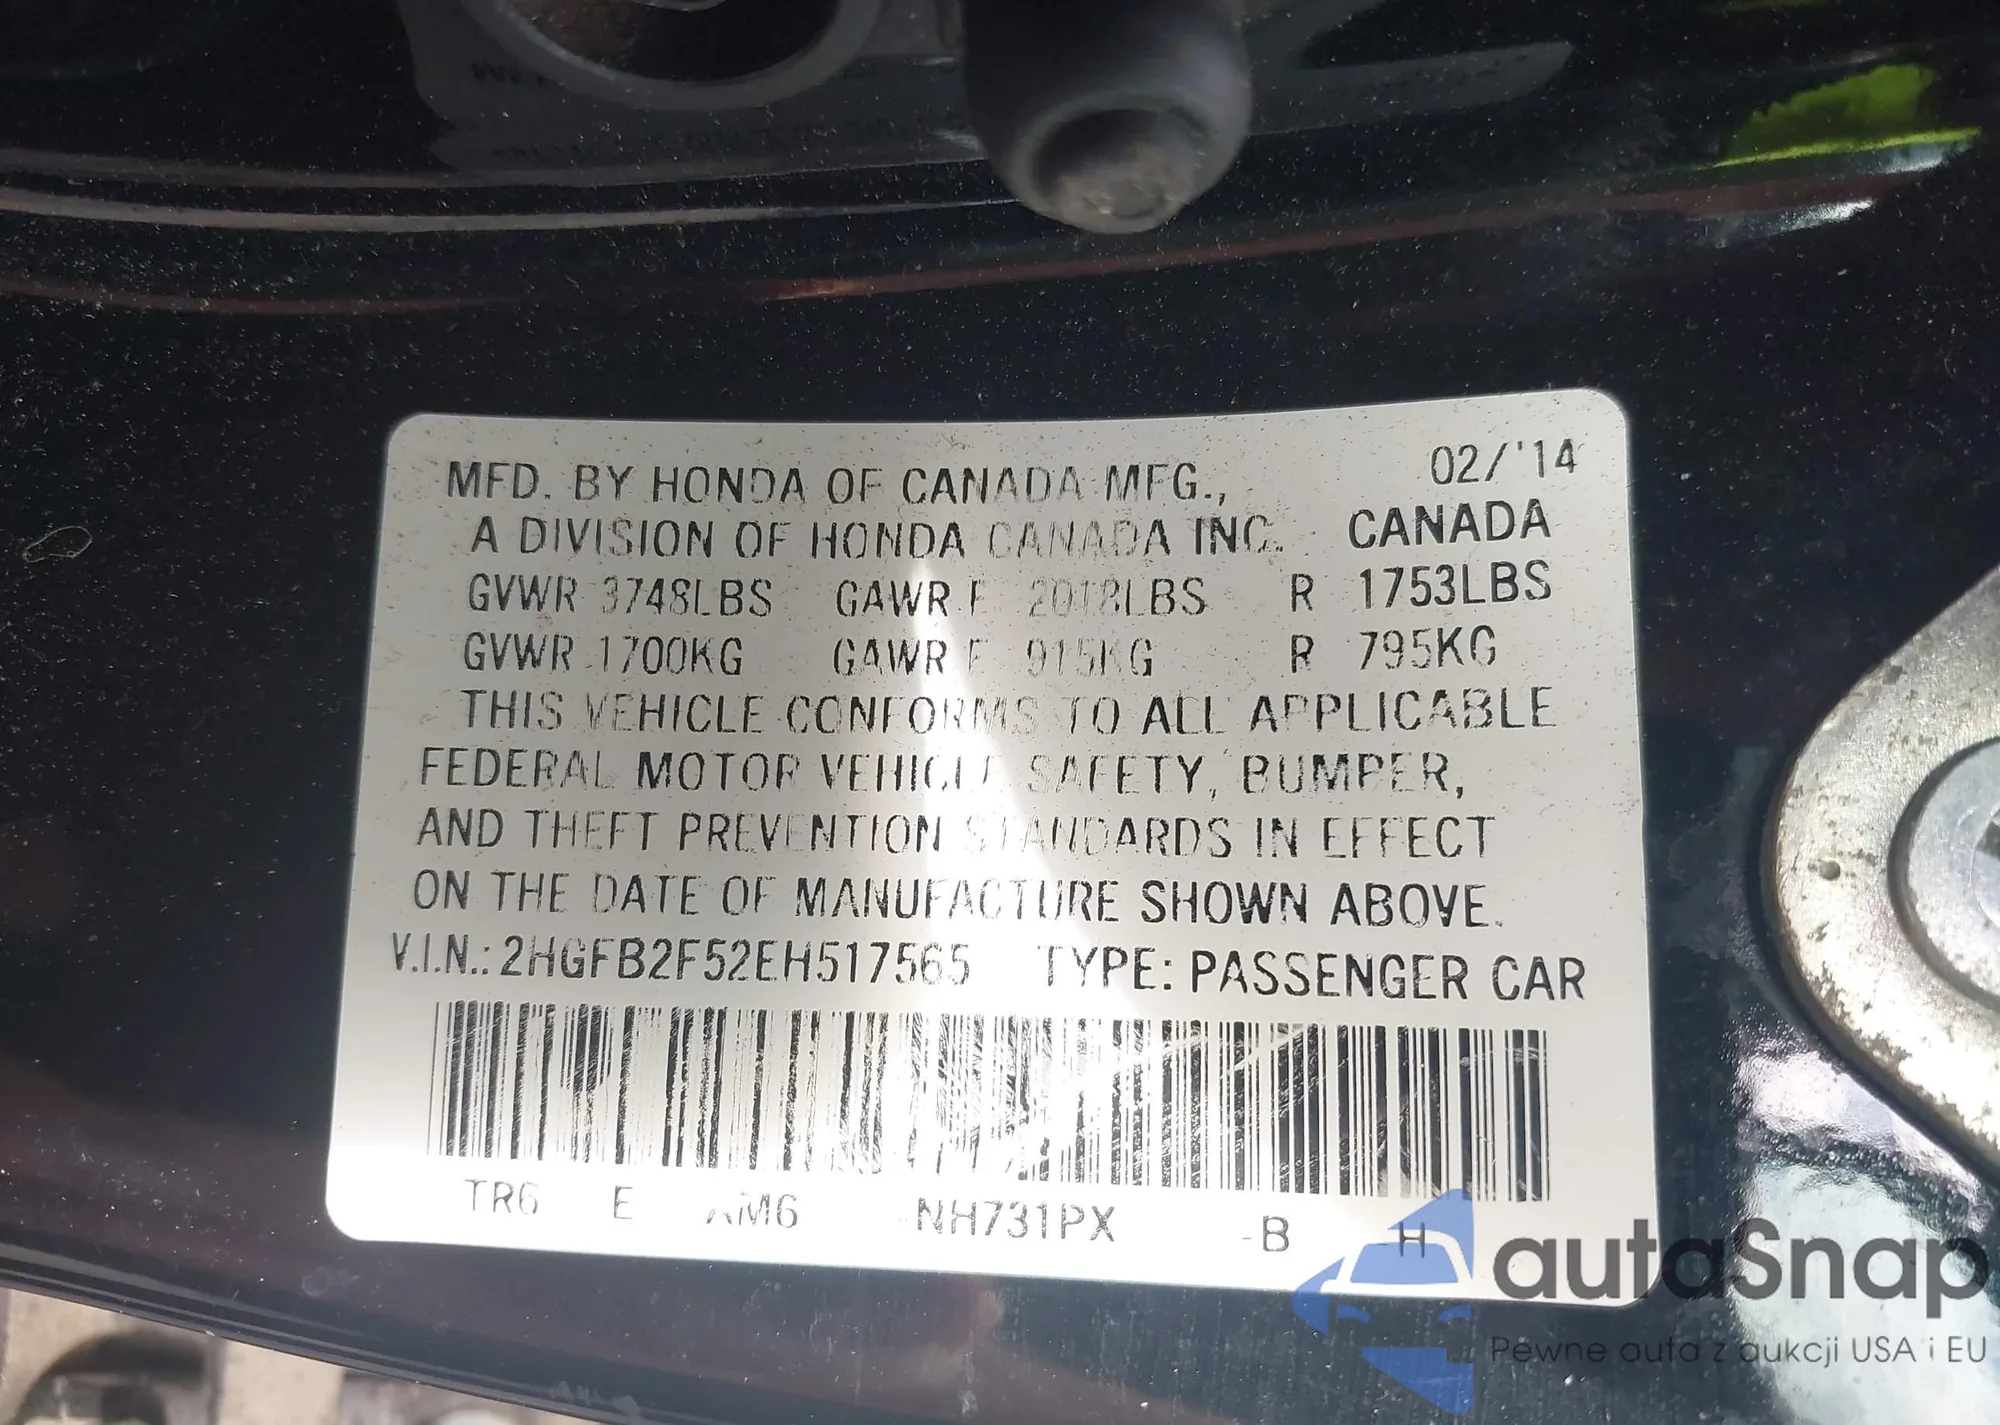 MFD. BY HONDA OF CANADA MFG., 02/'14
A DIVISION OF HONDA CANADA INC. CANADA
GVWR 3748LBS GAWR F 2018LBS R 1753LBS
GVWR 1700KG GAWR F 915KG R 795KG
THIS VEHICLE CONFORMS TO ALL APPLICABLE
FEDERAL MOTOR VEHICLE SAFETY, BUMPER,
AND THEFT PREVENTION STANDARDS IN EFFECT
ON THE DATE OF MANUFACTURE SHOWN ABOVE.
V.I.N.: 2HGFB2F52EH517565 TYPE: PASSENGER CAR
TR6 E AM6 NH731PX -B H
autaSnap
Pewne auta z aukcji USA i EU